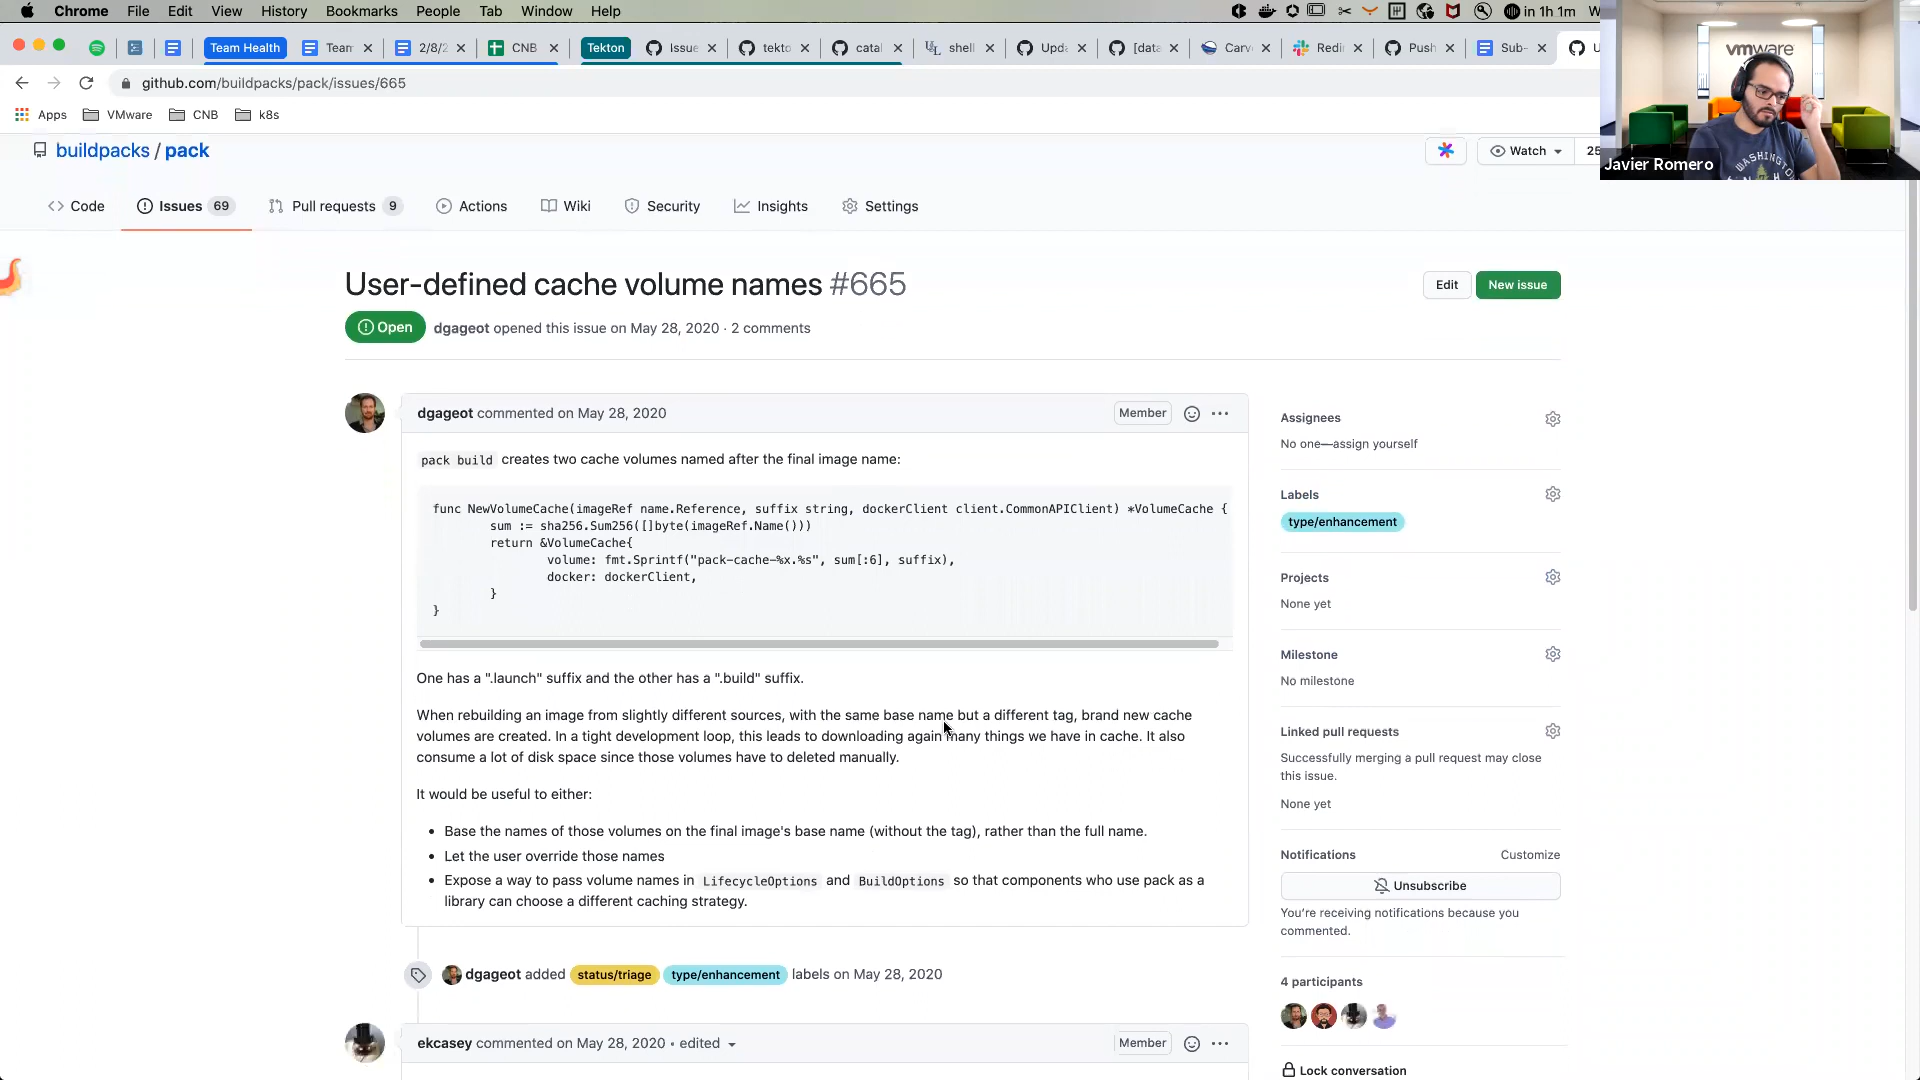 Chrome File Edit View History Bookmarks People Tab Window Help
in 1h 1m
Team Health Team 2/8/2 CNB Tekton Issue tekto catal shell Upda [data Carve Redi Push Sub-
github.com/buildpacks/pack/issues/665
Apps VMware CNB k8s
vmware
WASHINGTON
Javier Romero
buildpacks / pack
Watch 25
Code Issues 69 Pull requests 9 Actions Wiki Security Insights Settings
User-defined cache volume names #665
Edit New issue
Open dgageot opened this issue on May 28, 2020 · 2 comments
dgageot commented on May 28, 2020 Member
pack build creates two cache volumes named after the final image name:
func NewVolumeCache(imageRef name.Reference, suffix string, dockerClient client.CommonAPIClient) *VolumeCache {
sum := sha256.Sum256([]byte(imageRef.Name()))
return &VolumeCache{
volume: fmt.Sprintf("pack-cache-%x.%s", sum[:6], suffix),
docker: dockerClient,
}
}
One has a ".launch" suffix and the other has a ".build" suffix.
When rebuilding an image from slightly different sources, with the same base name but a different tag, brand new cache
volumes are created. In a tight development loop, this leads to downloading again many things we have in cache. It also
consume a lot of disk space since those volumes have to deleted manually.
It would be useful to either:
• Base the names of those volumes on the final image's base name (without the tag), rather than the full name.
• Let the user override those names
• Expose a way to pass volume names in LifecycleOptions and BuildOptions so that components who use pack as a
library can choose a different caching strategy.
dgageot added status/triage type/enhancement labels on May 28, 2020
ekcasey commented on May 28, 2020 • edited Member
Assignees
No one—assign yourself
Labels
type/enhancement
Projects
None yet
Milestone
No milestone
Linked pull requests
Successfully merging a pull request may close
this issue.
None yet
Notifications Customize
Unsubscribe
You're receiving notifications because you
commented.
4 participants
Lock conversation